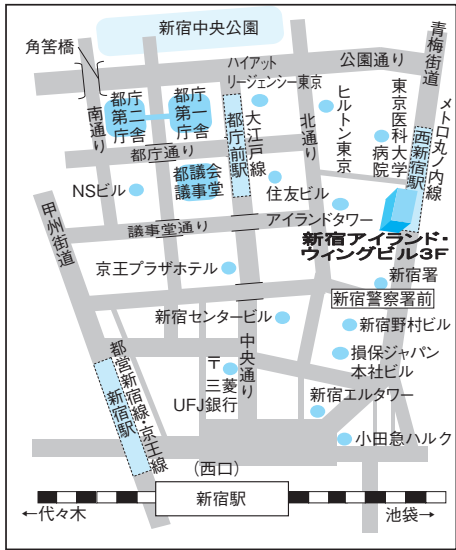 新宿中央公園
角筈橋
公園通り
青梅街道
ハイアット
リージェンシー東京
南通り
都庁
第二
庁舎
都庁
第一
庁舎
都庁前駅
大江戸線
北通り
ヒルトン東京
東京医科大学
病院
メトロ丸ノ内線
西新宿駅
都庁通り
NSビル
都議会
議事堂
住友ビル
アイランドタワー
甲州街道
議事堂通り
新宿アイランド・
ウィングビル3F
京王プラザホテル
新宿署
新宿警察署前
新宿センタービル
新宿野村ビル
中央通り
損保ジャパン
本社ビル
都営新宿線・京王線
新宿駅
〒
三菱
UFJ銀行
新宿エルタワー
小田急ハルク
(西口)
新宿駅
←代々木
池袋→